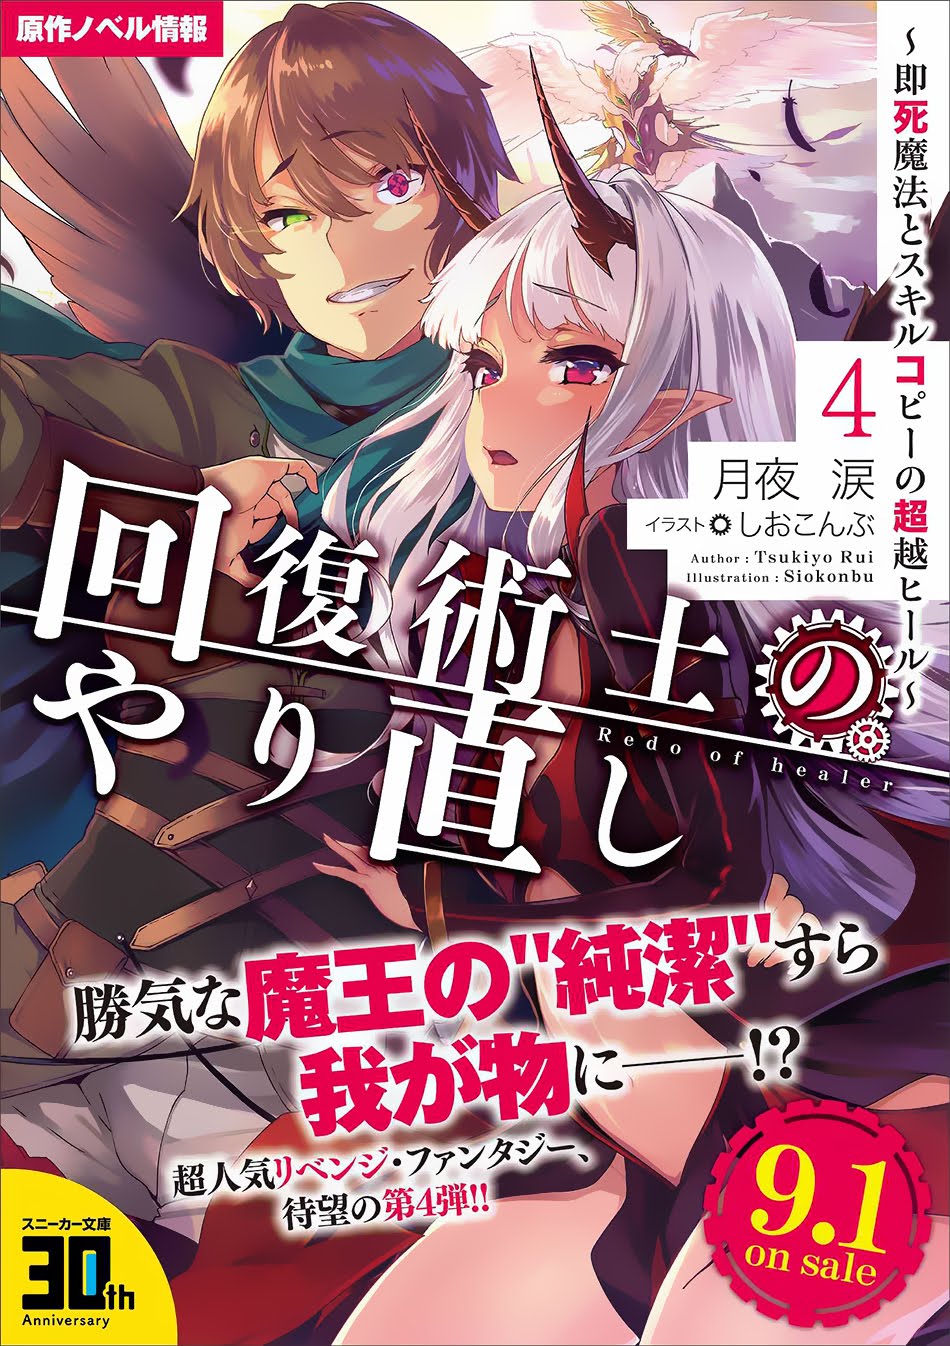 原作ノベル情報
～即死魔法とスキルコピーの超越ヒール～
4
月夜 涙
イラスト しおこんぶ
Author : Tsukiyo Rui
Illustration : Siokonbu
回復術士の
やり直し
Redo of healer
勝気な魔王の"純潔"すら
我が物に――!?
超人気リベンジ・ファンタジー、
待望の第4弾!!
9.1
on sale
スニーカー文庫
30th
Anniversary